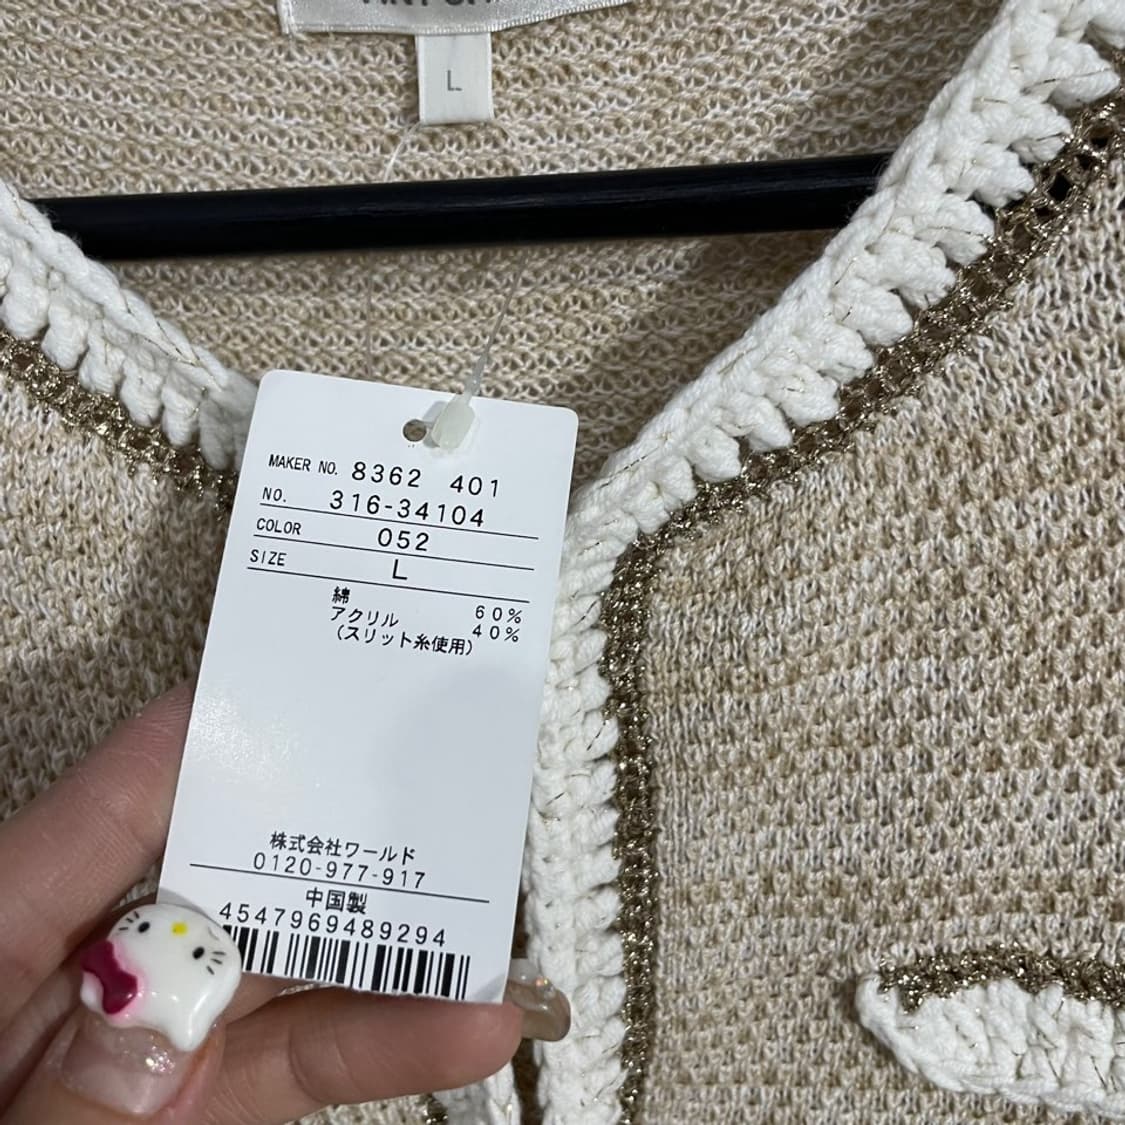 L
MAKER NO. 8362 401
NO. 316-34104
COLOR 052
SIZE L
綿 60%
アクリル 40%
(スリット糸使用)
株式会社ワールド
0120-977-917
中国製
4547969489294